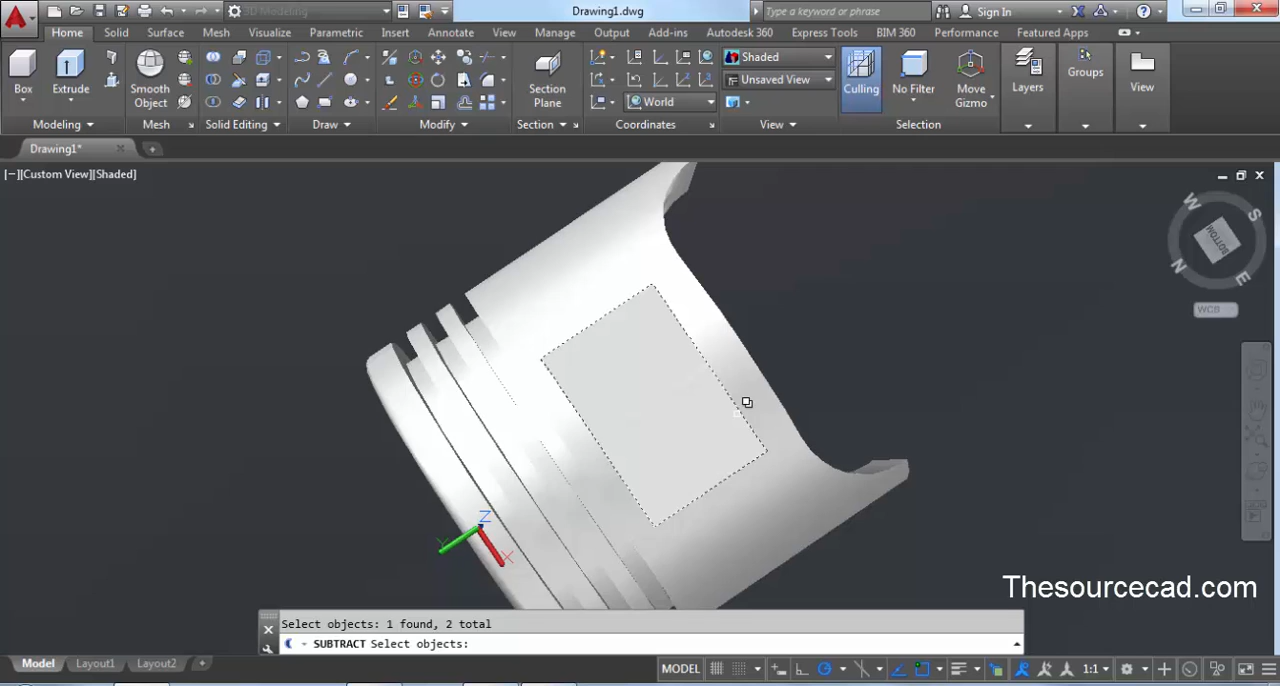 3D Modeling
Drawing1.dwg
Type a keyword or phrase
Sign In
Home Solid Surface Mesh Visualize Parametric Insert Annotate View Manage Output Add-ins Autodesk 360 Express Tools BIM 360 Performance Featured Apps
Box
Extrude
Smooth Object
Section Plane
Shaded
Unsaved View
World
Culling
No Filter
Move Gizmo
Layers
Groups
View
Modeling Mesh Solid Editing Draw Modify Section Coordinates View Selection
Drawing1*
[−][Custom View][Shaded]
W
S
BOTTOM
N
E
WCS
Z
Y
X
Thesourcecad.com
Select objects: 1 found, 2 total
SUBTRACT Select objects:
Model Layout1 Layout2
MODEL
1:1